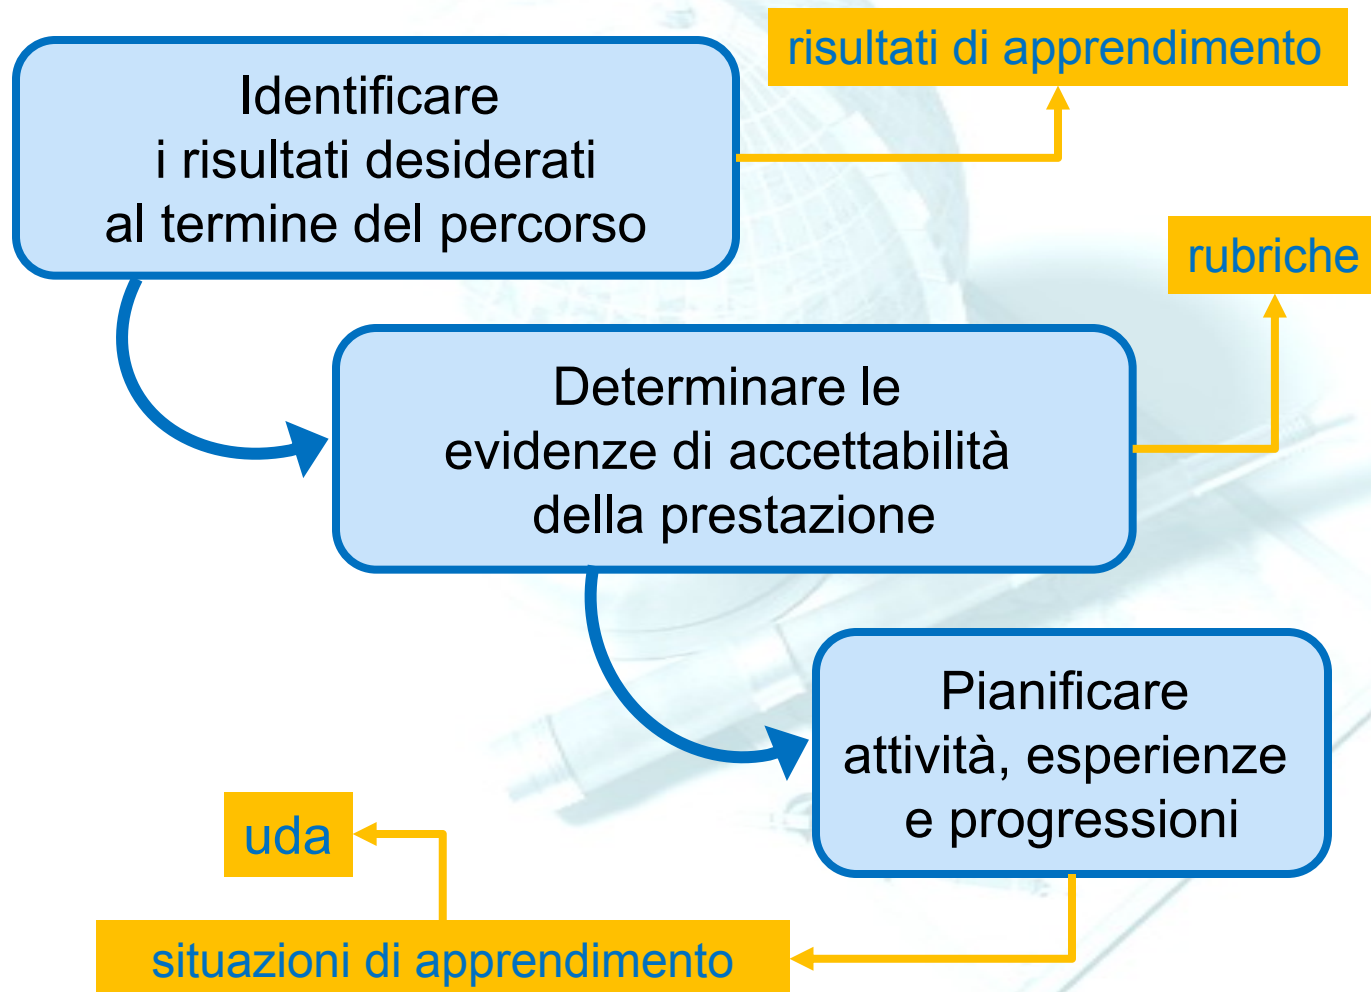 risultati di apprendimento
Identificare
i risultati desiderati
al termine del percorso
rubriche
Determinare le
evidenze di accettabilità
della prestazione
Pianificare
attività, esperienze
e progressioni
uda
situazioni di apprendimento